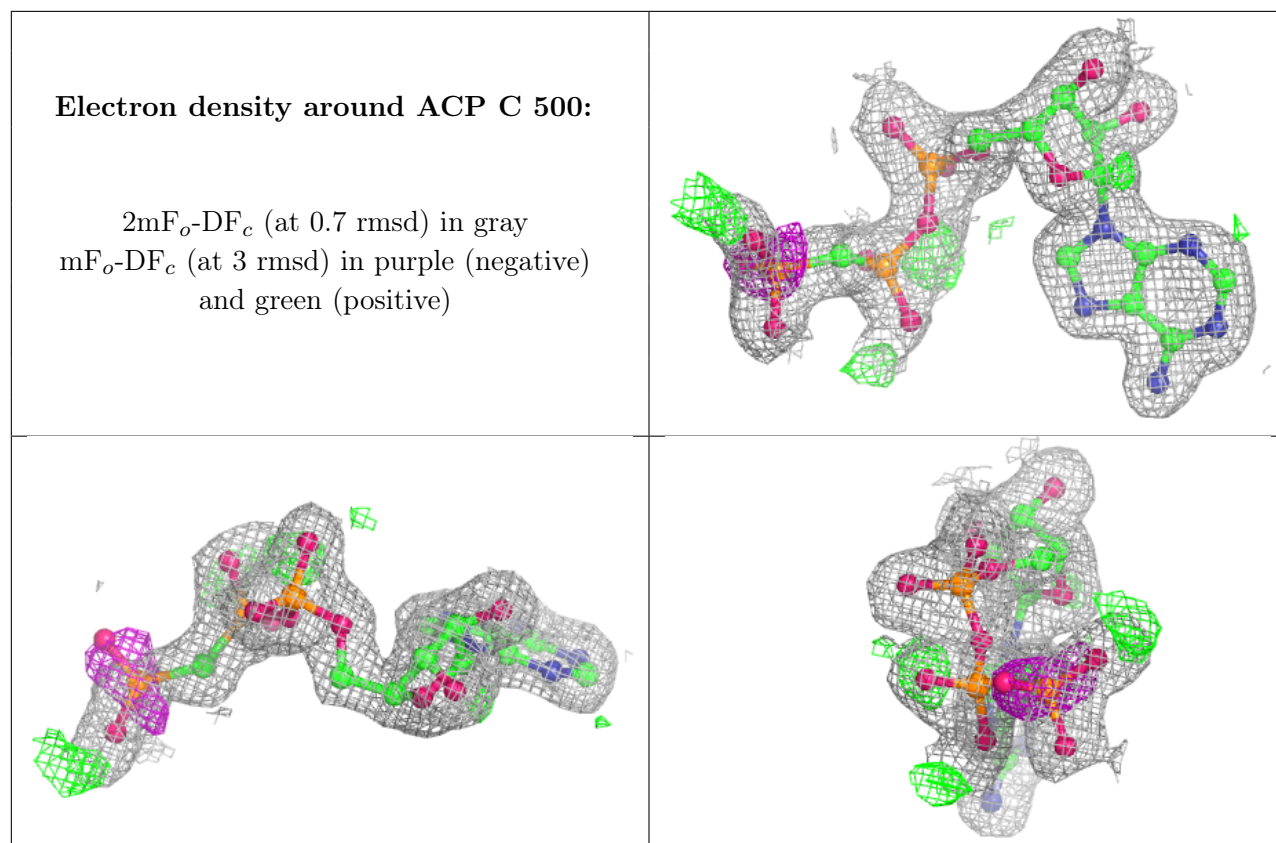 Electron density around ACP C 500:
2mFₒ-DF𝒸 (at 0.7 rmsd) in gray
mFₒ-DF𝒸 (at 3 rmsd) in purple (negative)
and green (positive)